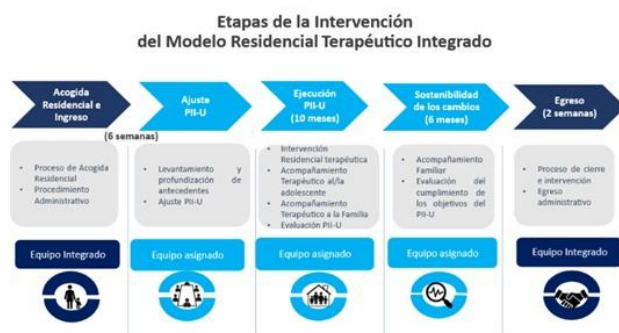 Etapas de la Intervención
del Modelo Residencial Terapéutico Integrado
Acogida
Residencial e
Ingreso
Ajuste
PII-U
(6 semanas)
Ejecución
PII-U
(10 meses)
Sostenibilidad
de los cambios
(6 meses)
Egreso
(2 semanas)
• Proceso de Acogida
Residencial
• Procedimiento
Administrativo
• Levantamiento y
profundización de
antecedentes
• Ajuste PII-U
• Intervención
Residencial terapéutica
• Acompañamiento
Terapéutico al/la
adolescente
• Acompañamiento
Terapéutico a la Familia
• Evaluación PII-U
• Acompañamiento
Familiar
• Evaluación del
cumplimiento de
los objetivos del
PII-U
• Proceso de cierre
e intervención
• Egreso
administrativo
Equipo Integrado
Equipo asignado
Equipo asignado
Equipo asignado
Equipo Integrado